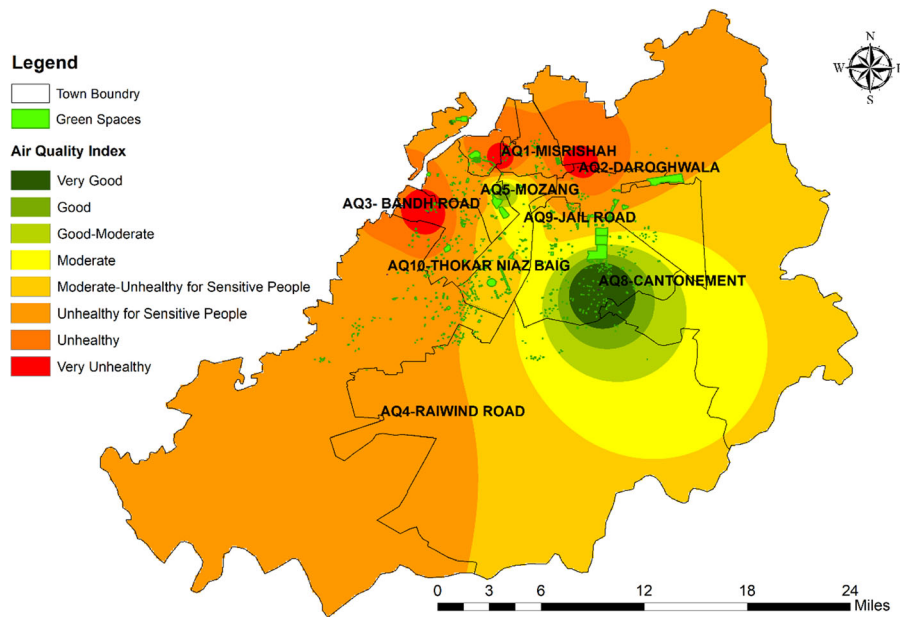 Legend
Town Boundry
Green Spaces
Air Quality Index
Very Good
Good
Good-Moderate
Moderate
Moderate-Unhealthy for Sensitive People
Unhealthy for Sensitive People
Unhealthy
Very Unhealthy
N
W
E
S
AQ1-MISRISHAH
AQ2-DAROGHWALA
AQ5-MOZANG
AQ3- BANDH ROAD
AQ9-JAIL ROAD
AQ10-THOKAR NIAZ BAIG
AQ8-CANTONEMENT
AQ4-RAIWIND ROAD
0 3 6 12 18 24
Miles